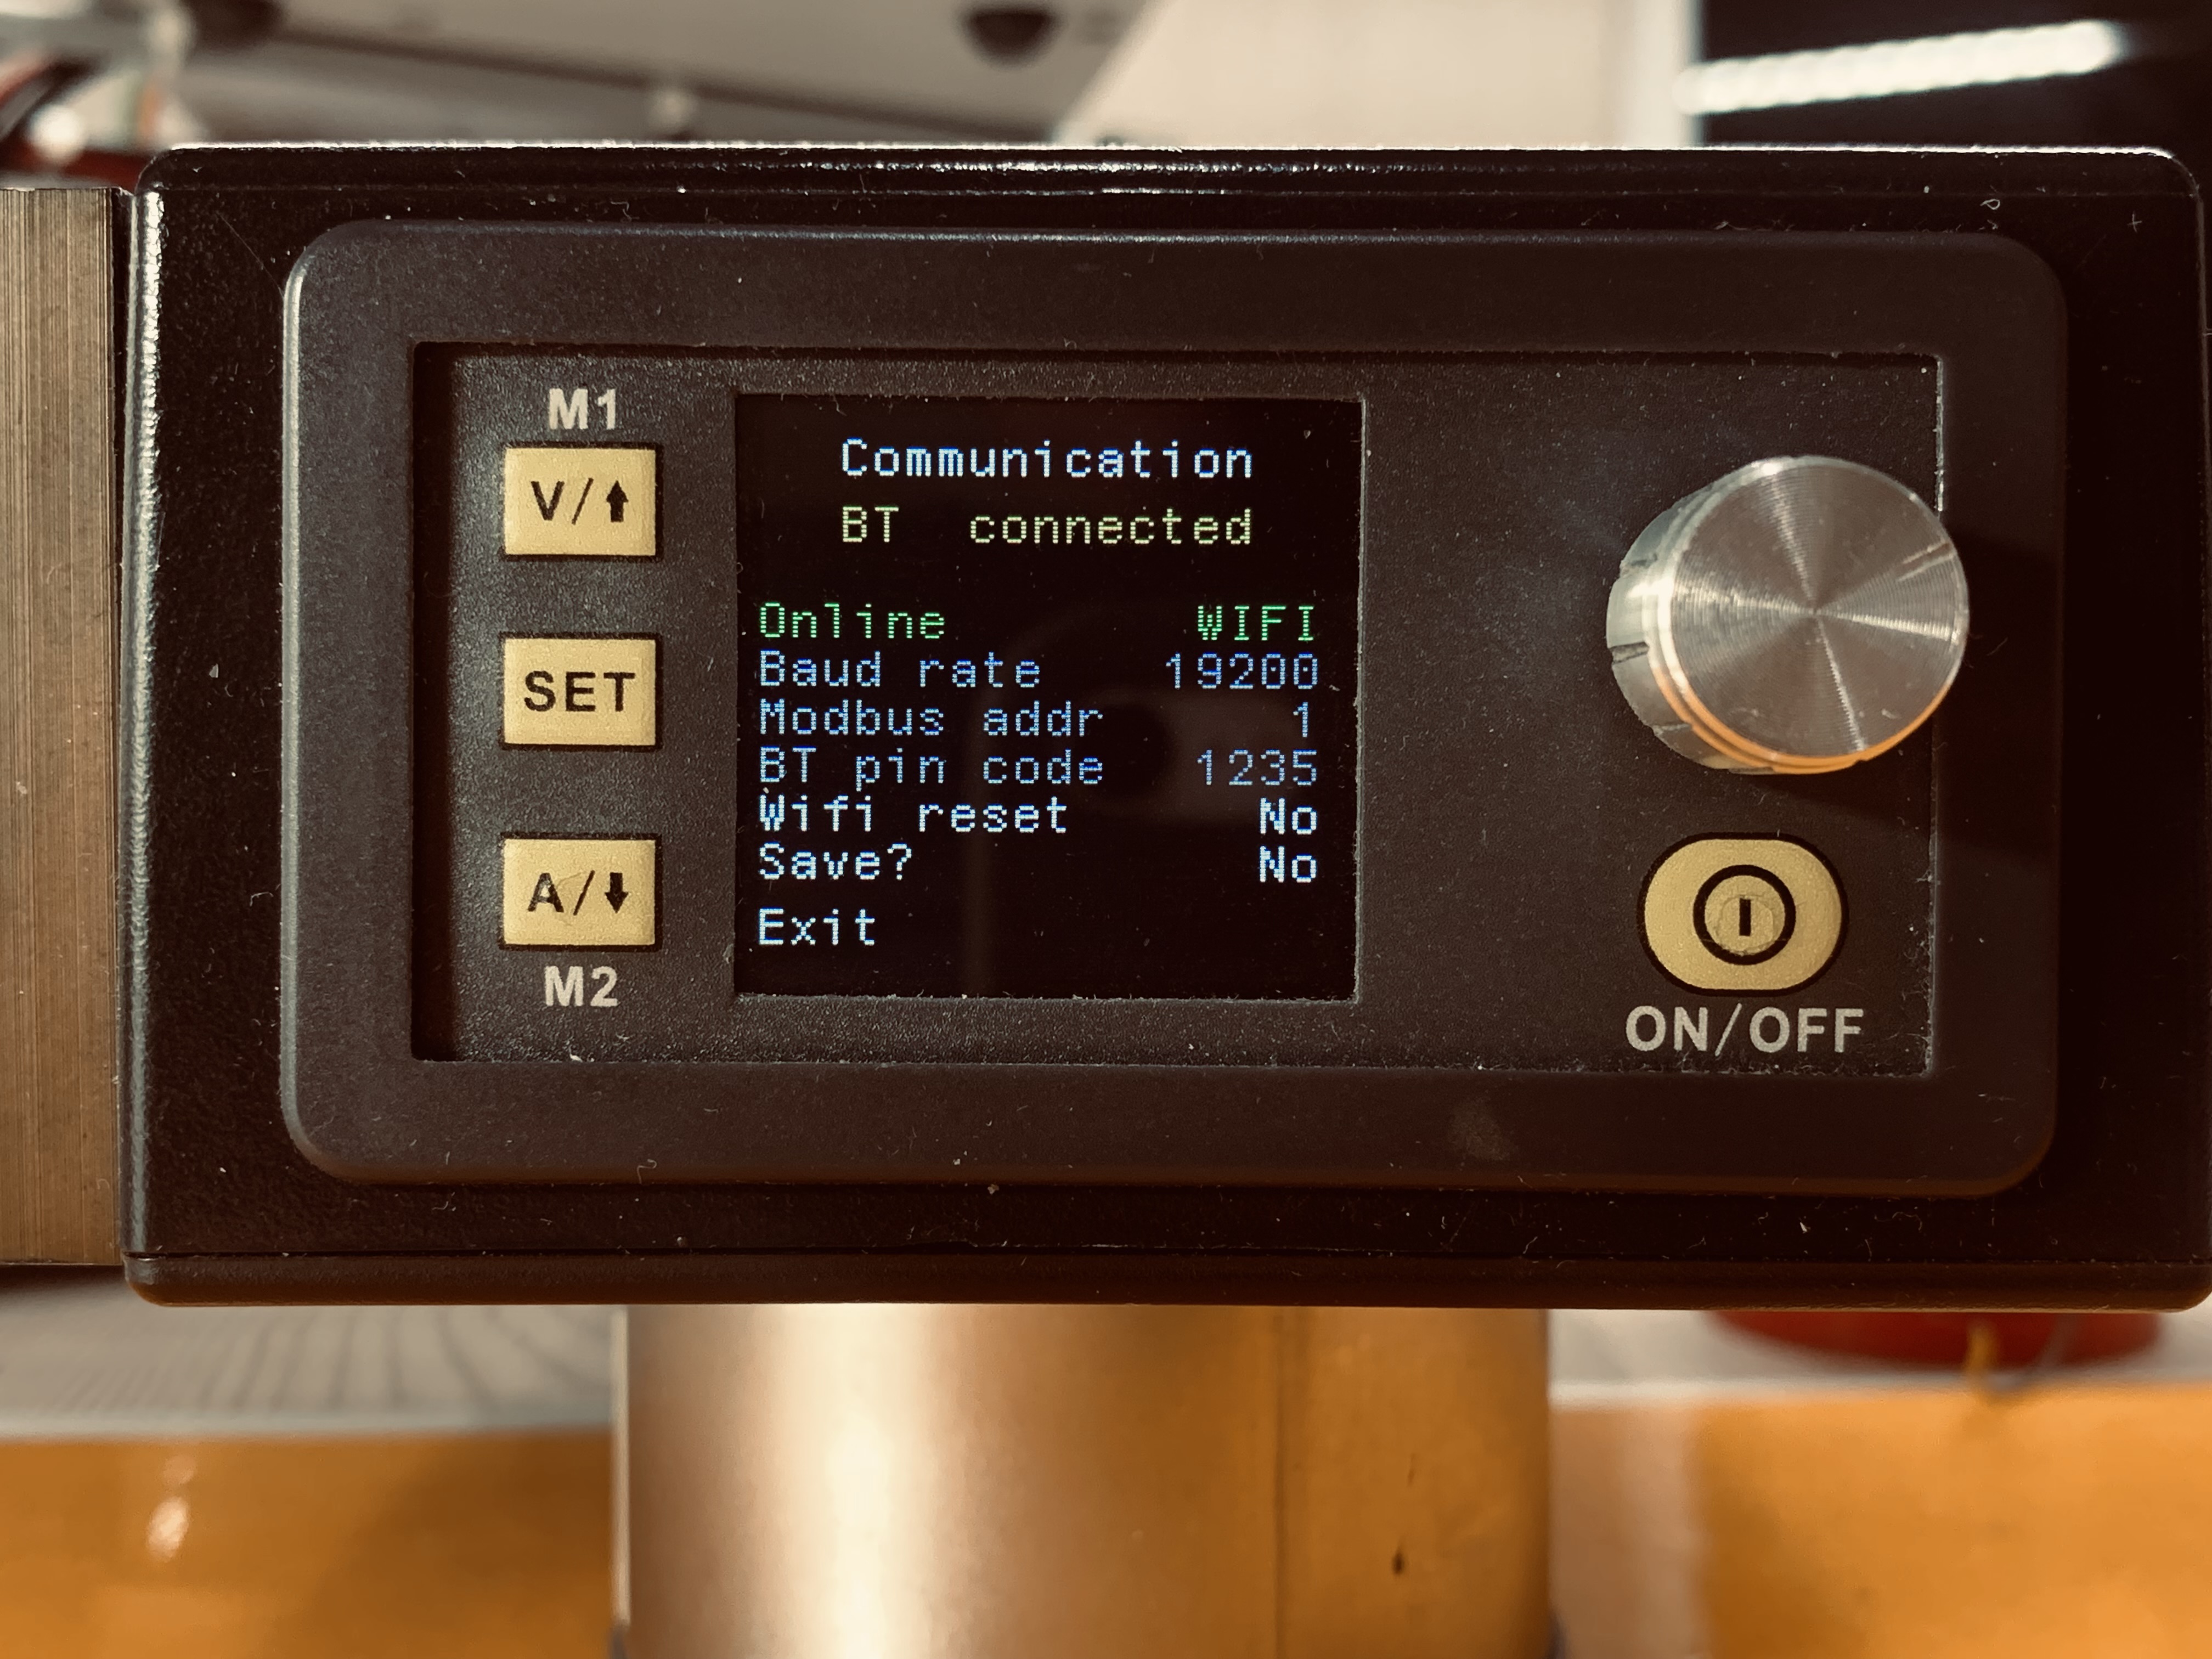 M1
V/⬆
SET
A/⬇
M2
Communication
BT connected
Online WIFI
Baud rate 19200
Modbus addr 1
BT pin code 1235
Wifi reset No
Save? No
Exit
ON/OFF